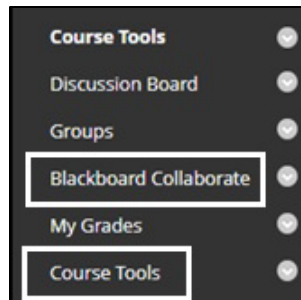 Course Tools
Discussion Board
Groups
Blackboard Collaborate
My Grades
Course Tools